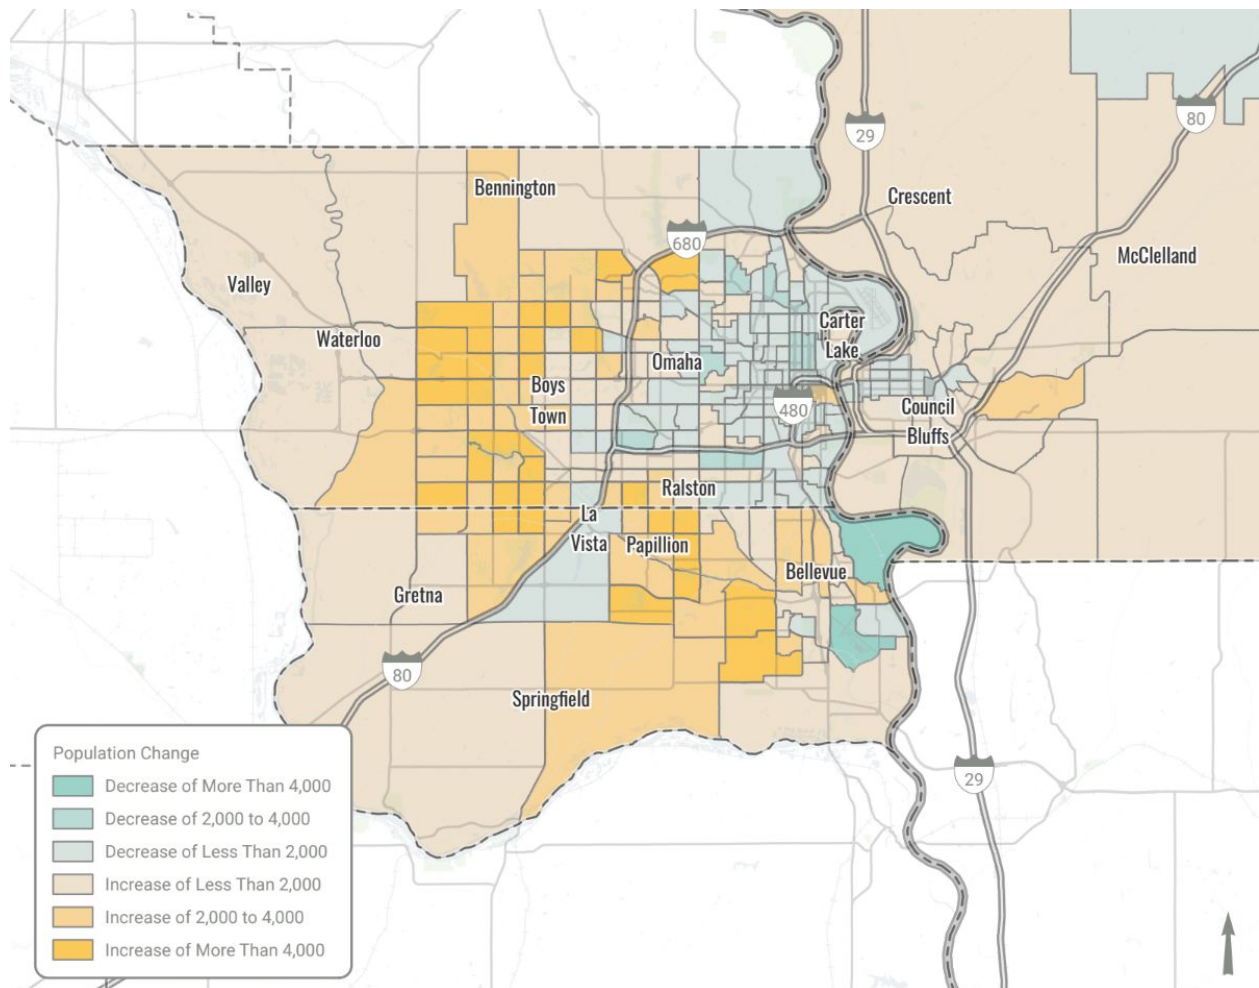 29
80
Bennington
Crescent
680
McClelland
Valley
Waterloo
Carter
Lake
Omaha
Boys
Town
480
Council
Bluffs
Ralston
La
Vista
Papillion
Bellevue
Gretna
80
Springfield
29
Population Change
Decrease of More Than 4,000
Decrease of 2,000 to 4,000
Decrease of Less Than 2,000
Increase of Less Than 2,000
Increase of 2,000 to 4,000
Increase of More Than 4,000